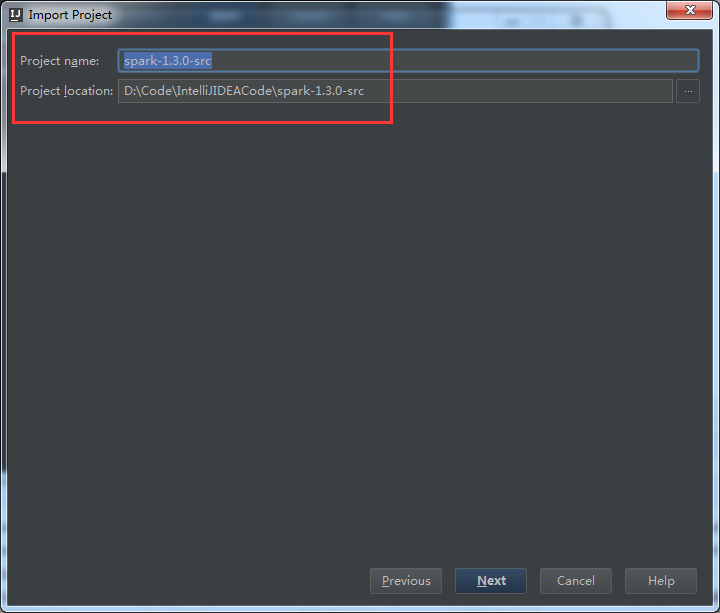 IJ Import Project
Project name: spark-1.3.0-src
Project location: D:\Code\IntelliJIDEACode\spark-1.3.0-src ...
Previous Next Cancel Help